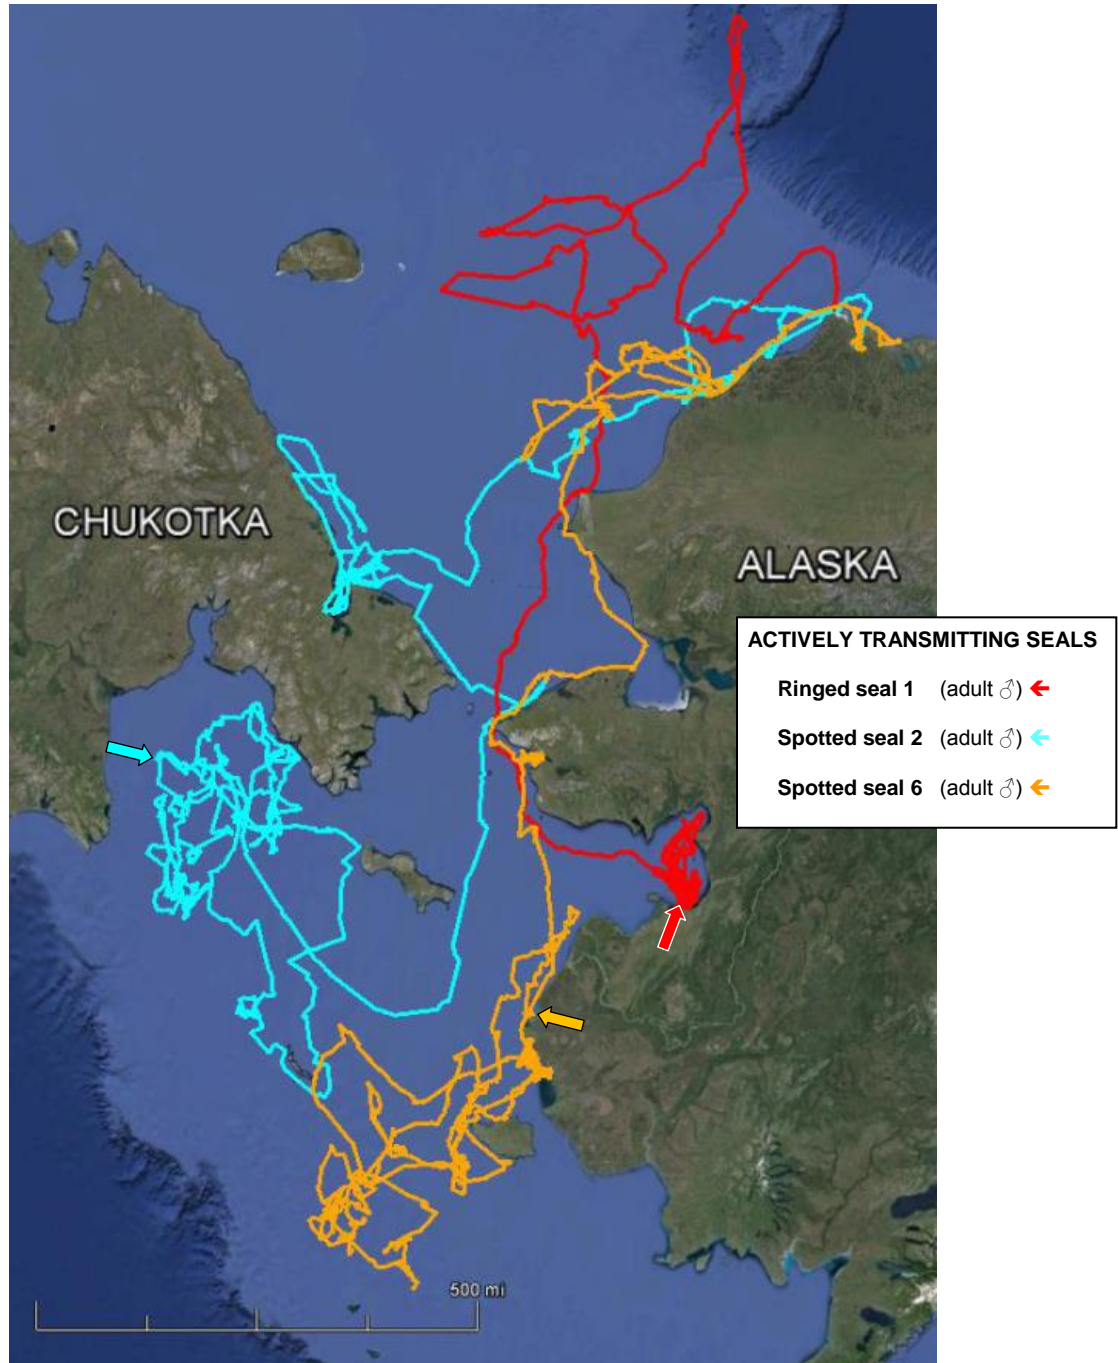 CHUKOTKA
ALASKA
ACTIVELY TRANSMITTING SEALS
Ringed seal 1 (adult ♂)
Spotted seal 2 (adult ♂)
Spotted seal 6 (adult ♂)
500 mi